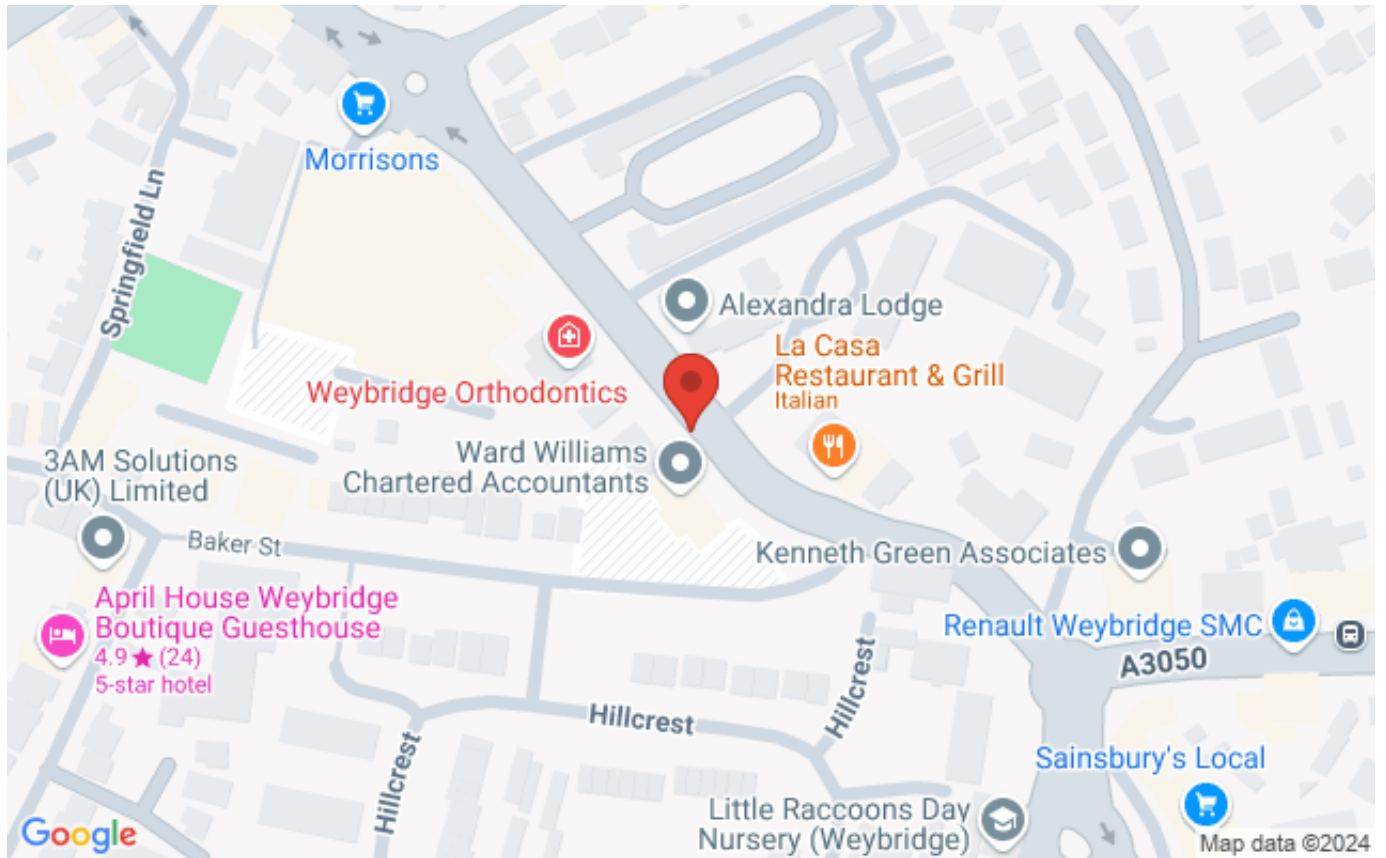 Morrisons
Springfield Ln
Alexandra Lodge
La Casa
Restaurant & Grill
Italian
Weybridge Orthodontics
Ward Williams
Chartered Accountants
3AM Solutions
(UK) Limited
Baker St
Kenneth Green Associates
April House Weybridge
Boutique Guesthouse
4.9★ (24)
5-star hotel
Renault Weybridge SMC
A3050
Hillcrest
Hillcrest
Hillcrest
Sainsbury's Local
Little Raccoons Day
Nursery (Weybridge)
Google
Map data ©2024